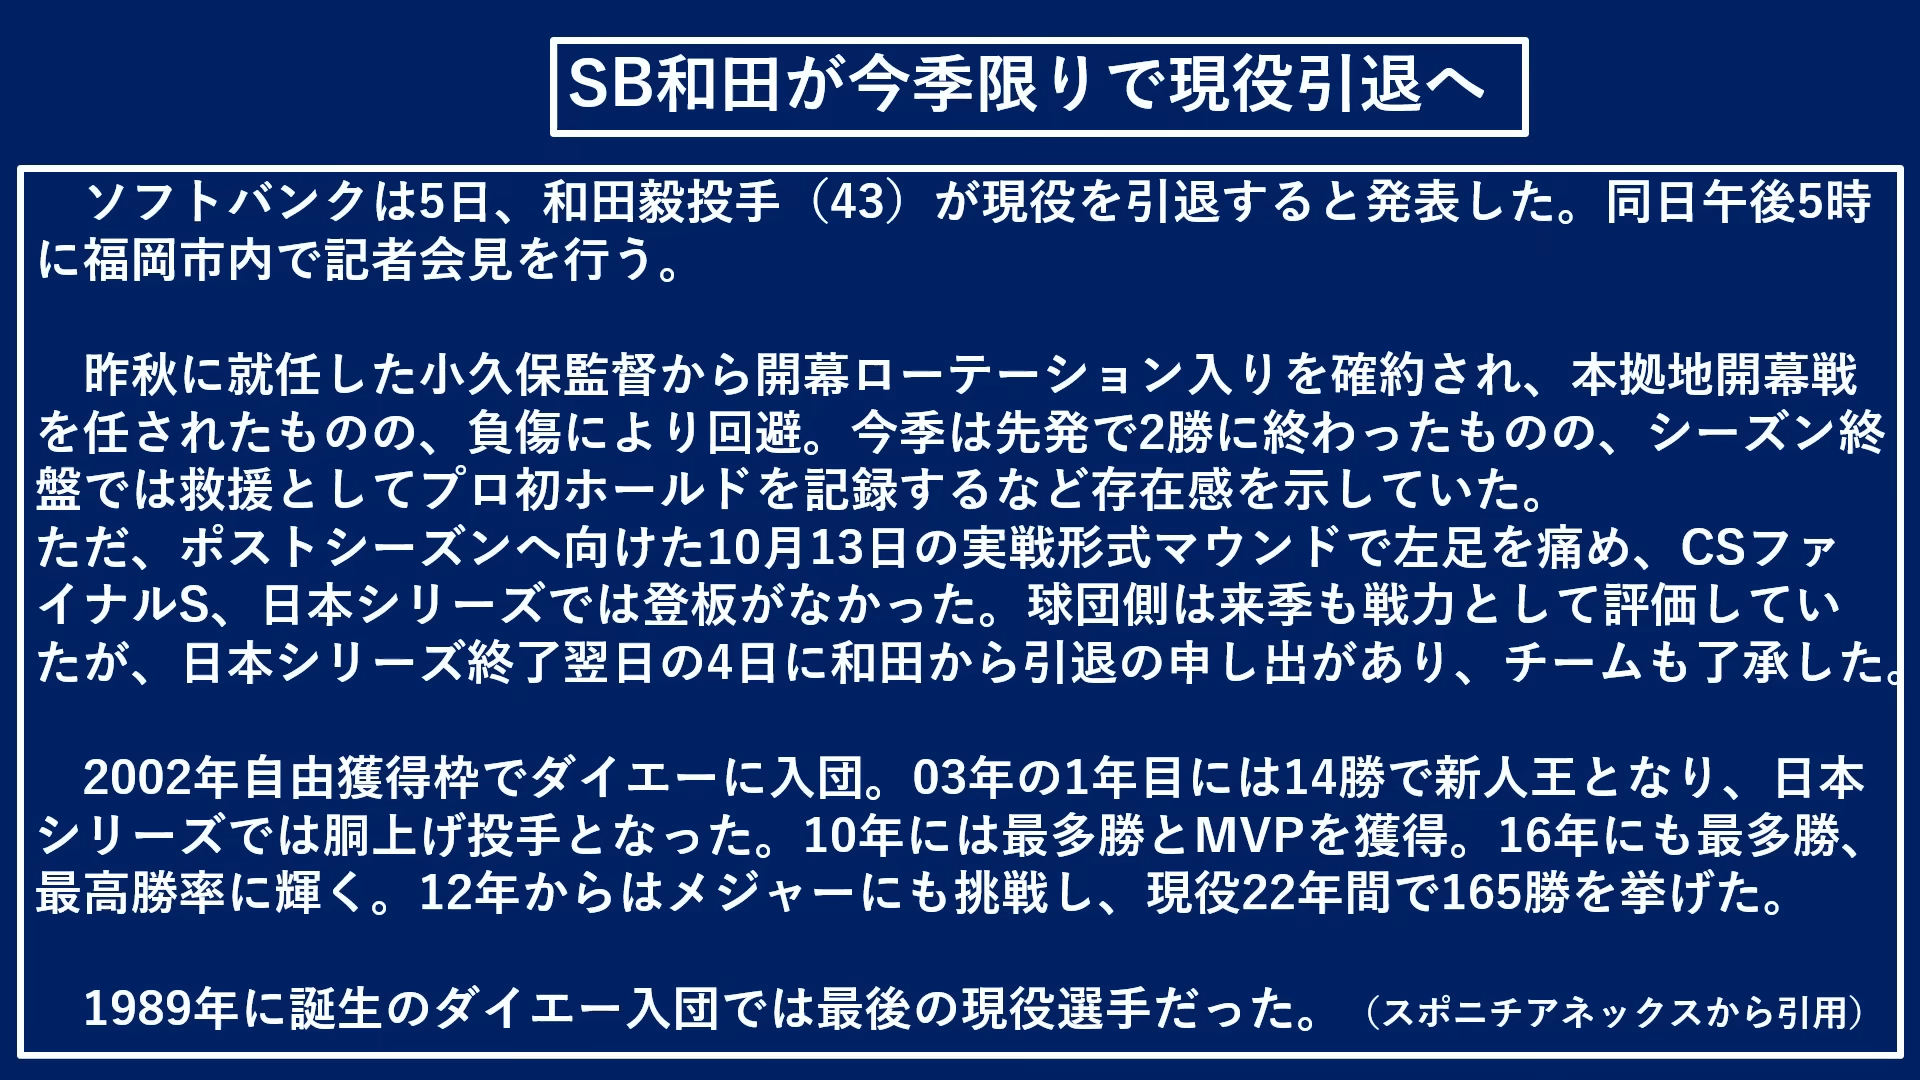 SB和田が今季限りで現役引退へ
ソフトバンクは5日、和田毅投手（43）が現役を引退すると発表した。同日午後5時
に福岡市内で記者会見を行う。
昨秋に就任した小久保監督から開幕ローテーション入りを確約され、本拠地開幕戦
を任されたものの、負傷により回避。今季は先発で2勝に終わったものの、シーズン終
盤では救援としてプロ初ホールドを記録するなど存在感を示していた。
ただ、ポストシーズンへ向けた10月13日の実戦形式マウンドで左足を痛め、CSファ
イナルS、日本シリーズでは登板がなかった。球団側は来季も戦力として評価してい
たが、日本シリーズ終了翌日の4日に和田から引退の申し出があり、チームも了承した。
2002年自由獲得枠でダイエーに入団。03年の1年目には14勝で新人王となり、日本
シリーズでは胴上げ投手となった。10年には最多勝とMVPを獲得。16年にも最多勝、
最高勝率に輝く。12年からはメジャーにも挑戦し、現役22年間で165勝を挙げた。
1989年に誕生のダイエー入団では最後の現役選手だった。（スポニチアネックスから引用）